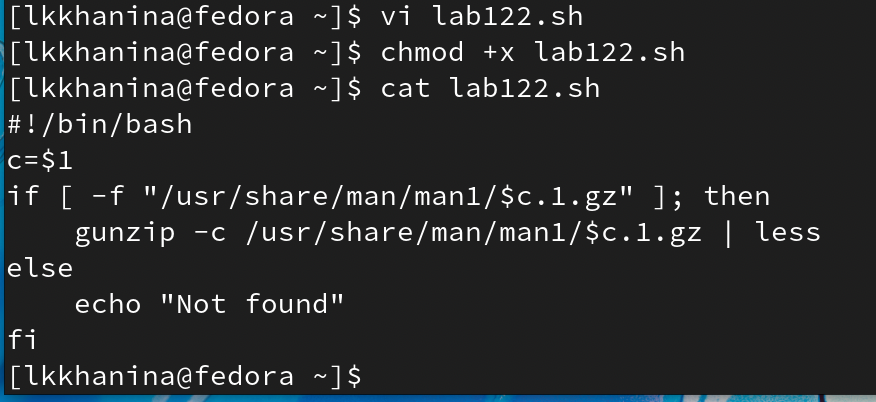 [lkkhanina@fedora ~]$ vi lab122.sh
[lkkhanina@fedora ~]$ chmod +x lab122.sh
[lkkhanina@fedora ~]$ cat lab122.sh
#!/bin/bash
c=$1
if [ -f "/usr/share/man/man1/$c.1.gz" ]; then
    gunzip -c /usr/share/man/man1/$c.1.gz | less
else
    echo "Not found"
fi
[lkkhanina@fedora ~]$